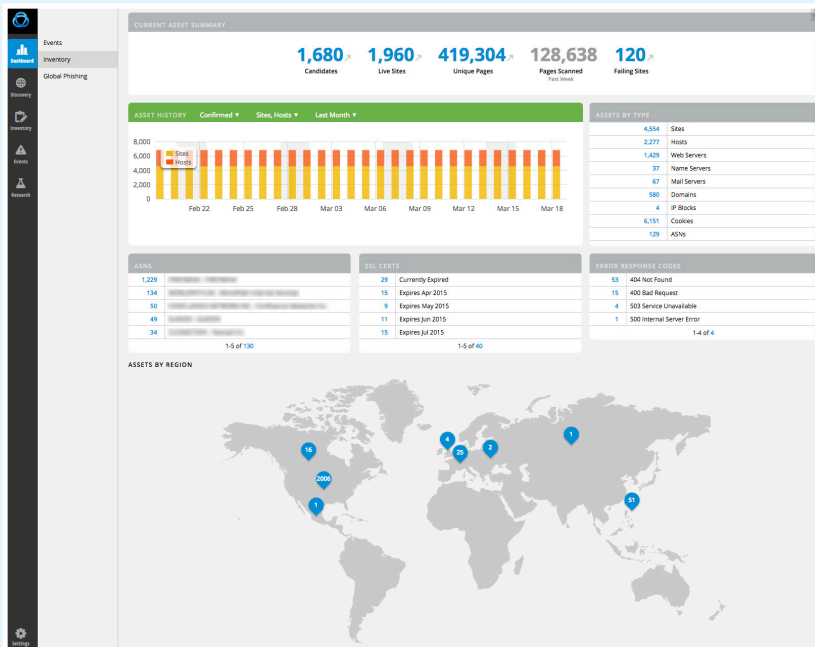 CURRENT ASSET SUMMARY
1,680
Candidates
1,960
Live Sites
419,304
Unique Pages
128,638
Pages Scanned
Past Week
120
Failing Sites
Dashboard
Discovery
Inventory
Events
Research
Settings
Events
Inventory
Global Phishing
ASSET HISTORY Confirmed ▼ Sites, Hosts ▼ Last Month ▼
8,000
6,000
4,000
2,000
0
Sites
Hosts
Feb 22 Feb 25 Feb 28 Mar 03 Mar 06 Mar 09 Mar 12 Mar 15 Mar 18
ASSETS BY TYPE
4,554 Sites
2,277 Hosts
1,429 Web Servers
37 Name Servers
67 Mail Servers
580 Domains
4 IP Blocks
6,151 Cookies
129 ASNs
ASNS
1,229
134
50
49
34
1-5 of 130
SSL CERTS
29 Currently Expired
15 Expires Apr 2015
9 Expires May 2015
11 Expires Jun 2015
15 Expires Jul 2015
1-5 of 40
ERROR RESPONSE CODES
53 404 Not Found
15 400 Bad Request
4 503 Service Unavailable
1 500 Internal Server Error
1-4 of 4
ASSETS BY REGION
16
2006
1
4
25
2
1
51